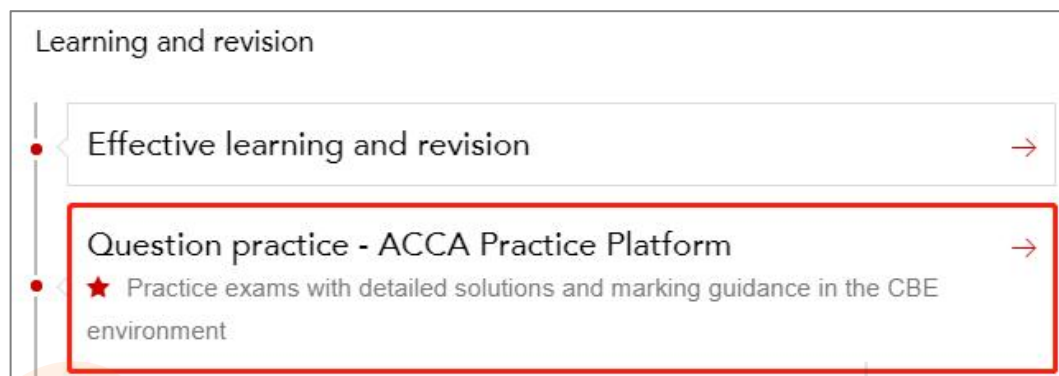 Learning and revision
Effective learning and revision
Question practice - ACCA Practice Platform
Practice exams with detailed solutions and marking guidance in the CBE
environment